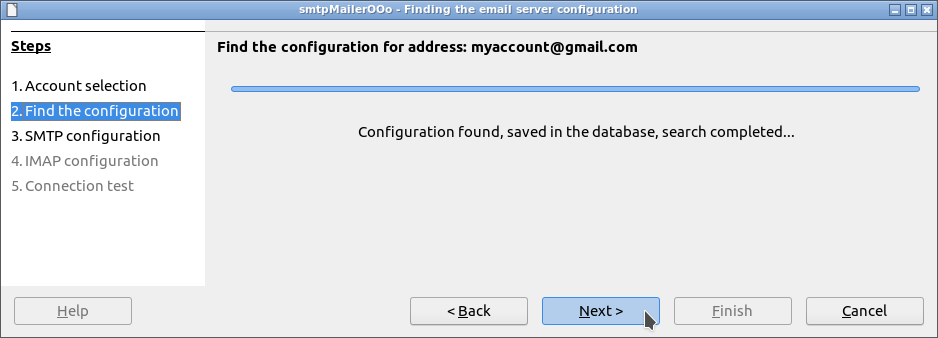 smtpMailerOOo - Finding the email server configuration
Steps
1. Account selection
2. Find the configuration
3. SMTP configuration
4. IMAP configuration
5. Connection test
Find the configuration for address: myaccount@gmail.com
Configuration found, saved in the database, search completed...
Help
< Back
Next >
Finish
Cancel